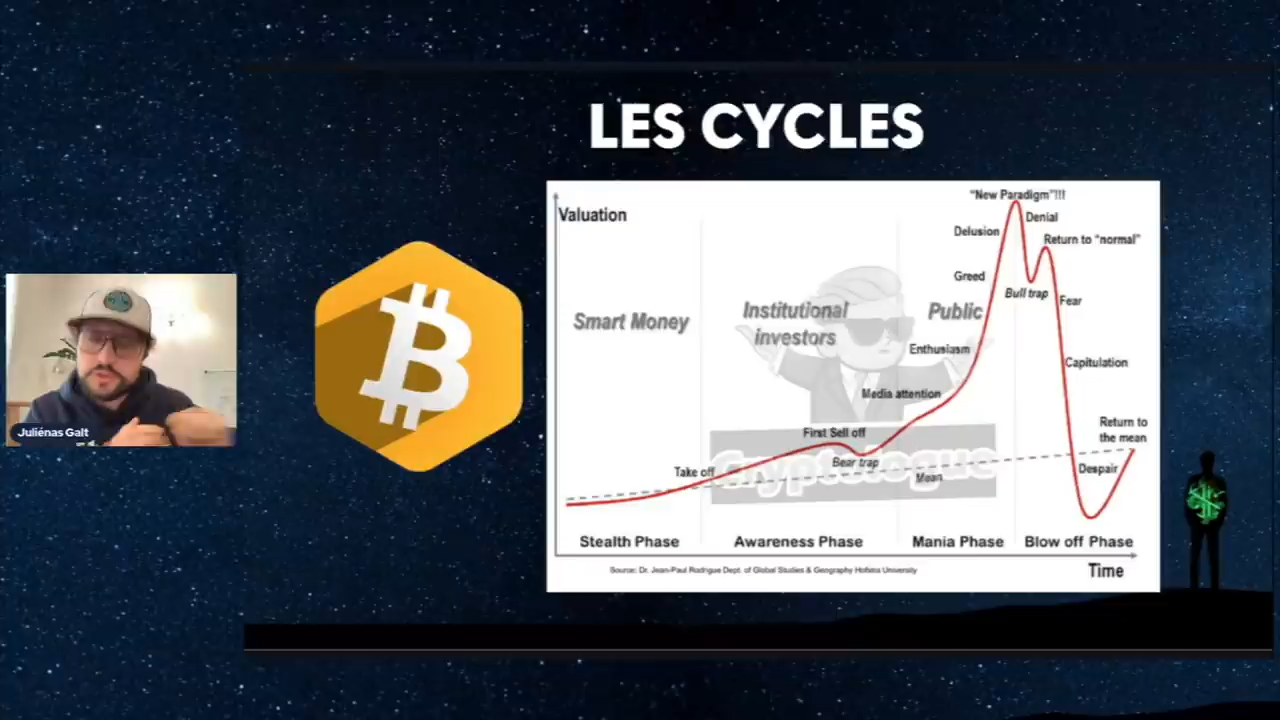 LES CYCLES
Valuation
"New Paradigm"!!!
Denial
Delusion
Return to "normal"
Greed
Bull trap
Fear
Smart Money
Institutional
investors
Public
Enthusiasm
Capitulation
Media attention
First Sell off
Return to
the mean
Bear trap
Take off
Cryptologue
Mean
Despair
Stealth Phase
Awareness Phase
Mania Phase
Blow off Phase
Source: Dr. Jean-Paul Rodrigue Dept. of Global Studies & Geography Hofstra University
Time
Juliénas Galt